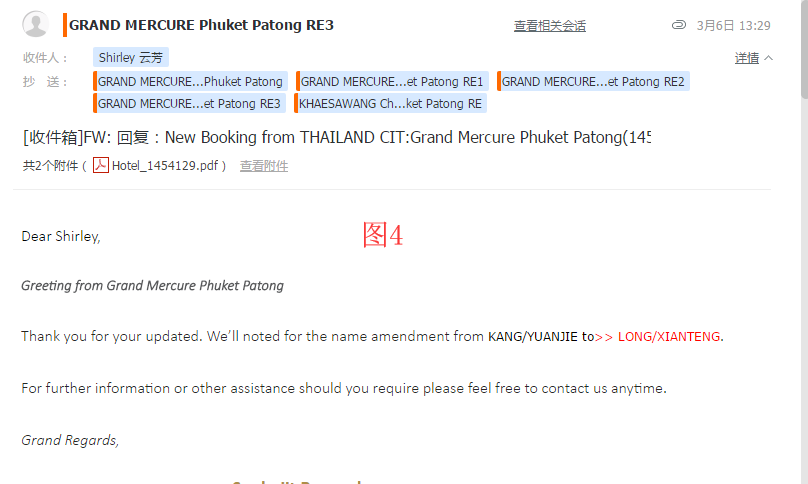 GRAND MERCURE Phuket Patong RE3 查看相关会话 3月6日 13:29
收件人： Shirley 云芳 详情
抄 送： GRAND MERCURE...Phuket Patong GRAND MERCURE...et Patong RE1 GRAND MERCURE...et Patong RE2
GRAND MERCURE...et Patong RE3 KHAESAWANG Ch...ket Patong RE
[收件箱]FW: 回复：New Booking from THAILAND CIT:Grand Mercure Phuket Patong(145
共2个附件 ( Hotel_1454129.pdf ) 查看附件
图4
Dear Shirley,
Greeting from Grand Mercure Phuket Patong
Thank you for your updated. We'll noted for the name amendment from KANG/YUANJIE to>> LONG/XIANTENG.
For further information or other assistance should you require please feel free to contact us anytime.
Grand Regards,